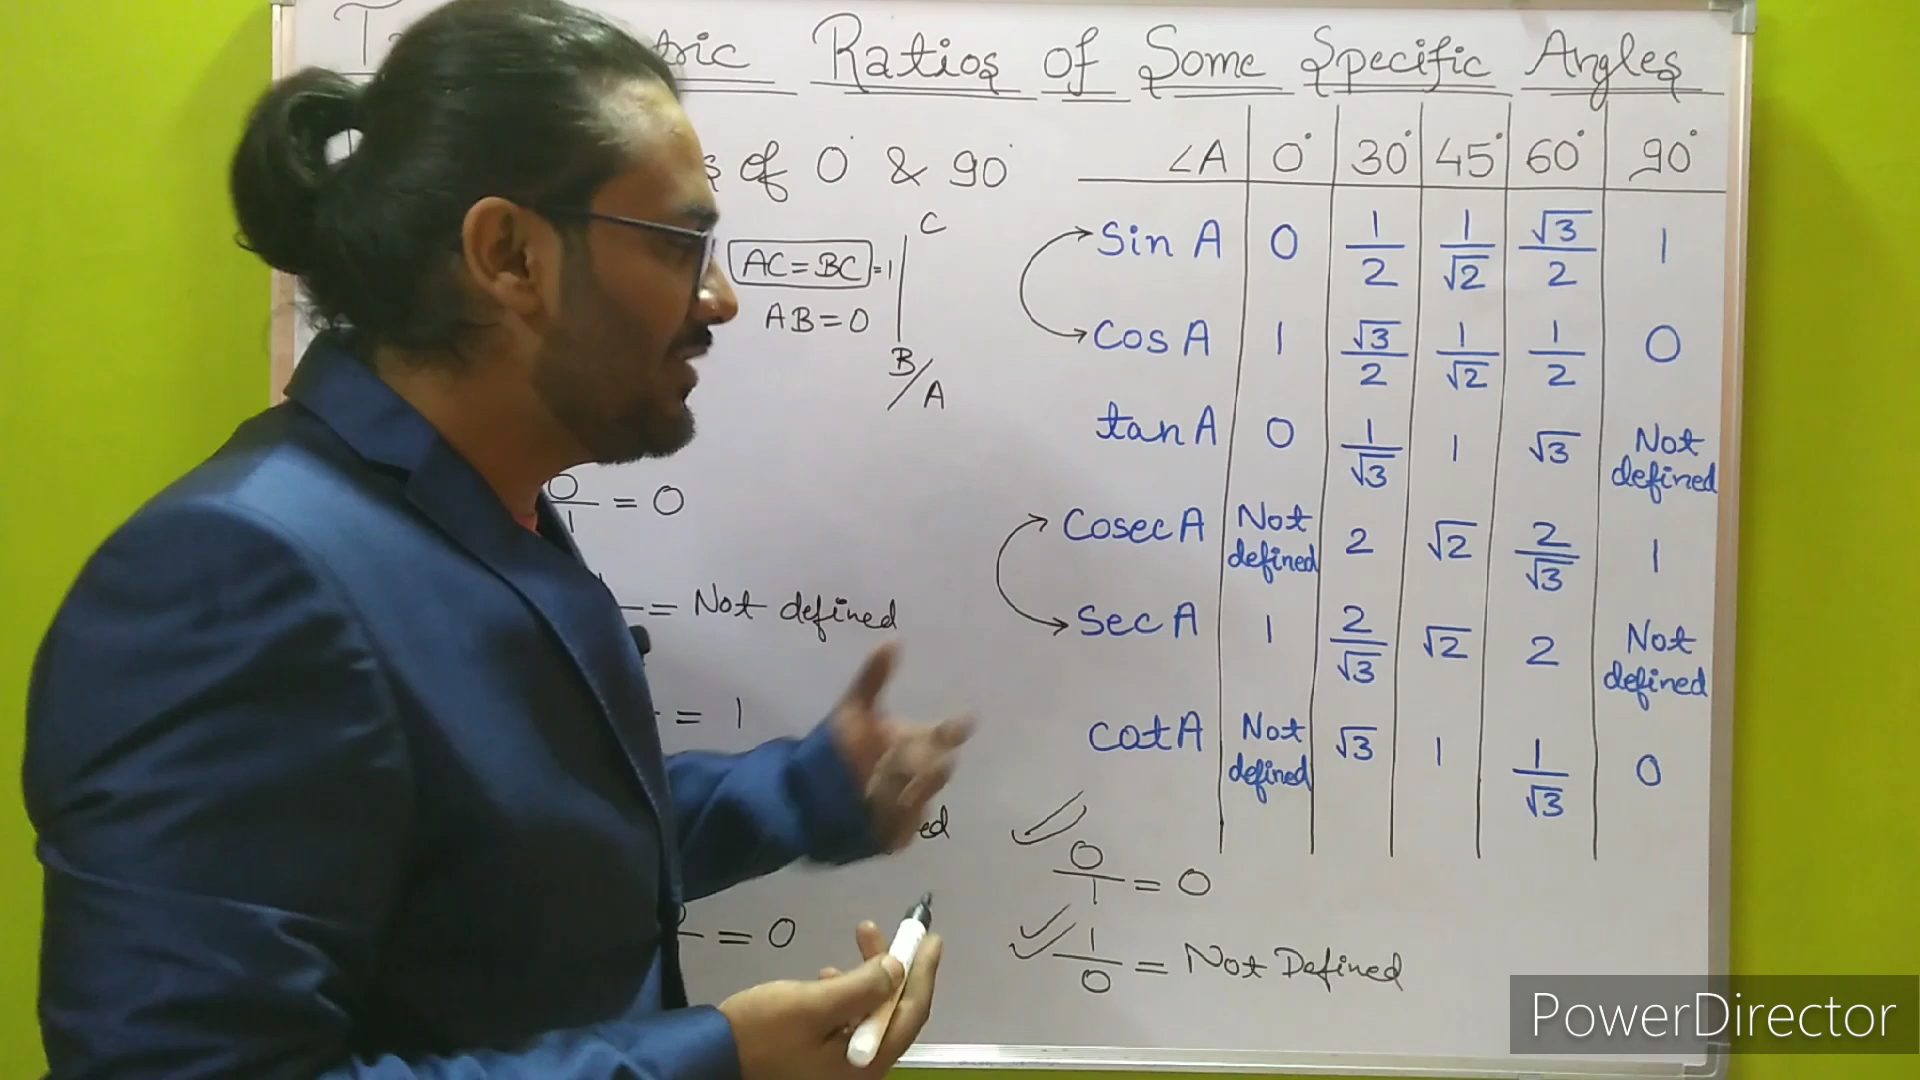 Ratios of Some Specific Angles
of 0° & 90°
AC = BC = 1
AB = 0
C
B/A
0/1 = 0
= Not defined
= 1
= 0
∠A 0° 30° 45° 60° 90°
Sin A 0 1/2 1/√2 √3/2 1
Cos A 1 √3/2 1/√2 1/2 0
tan A 0 1/√3 1 √3 Not defined
Cosec A Not defined 2 √2 2/√3 1
Sec A 1 2/√3 √2 2 Not defined
cot A Not defined √3 1 1/√3 0
0/1 = 0
1/0 = Not Defined
PowerDirector